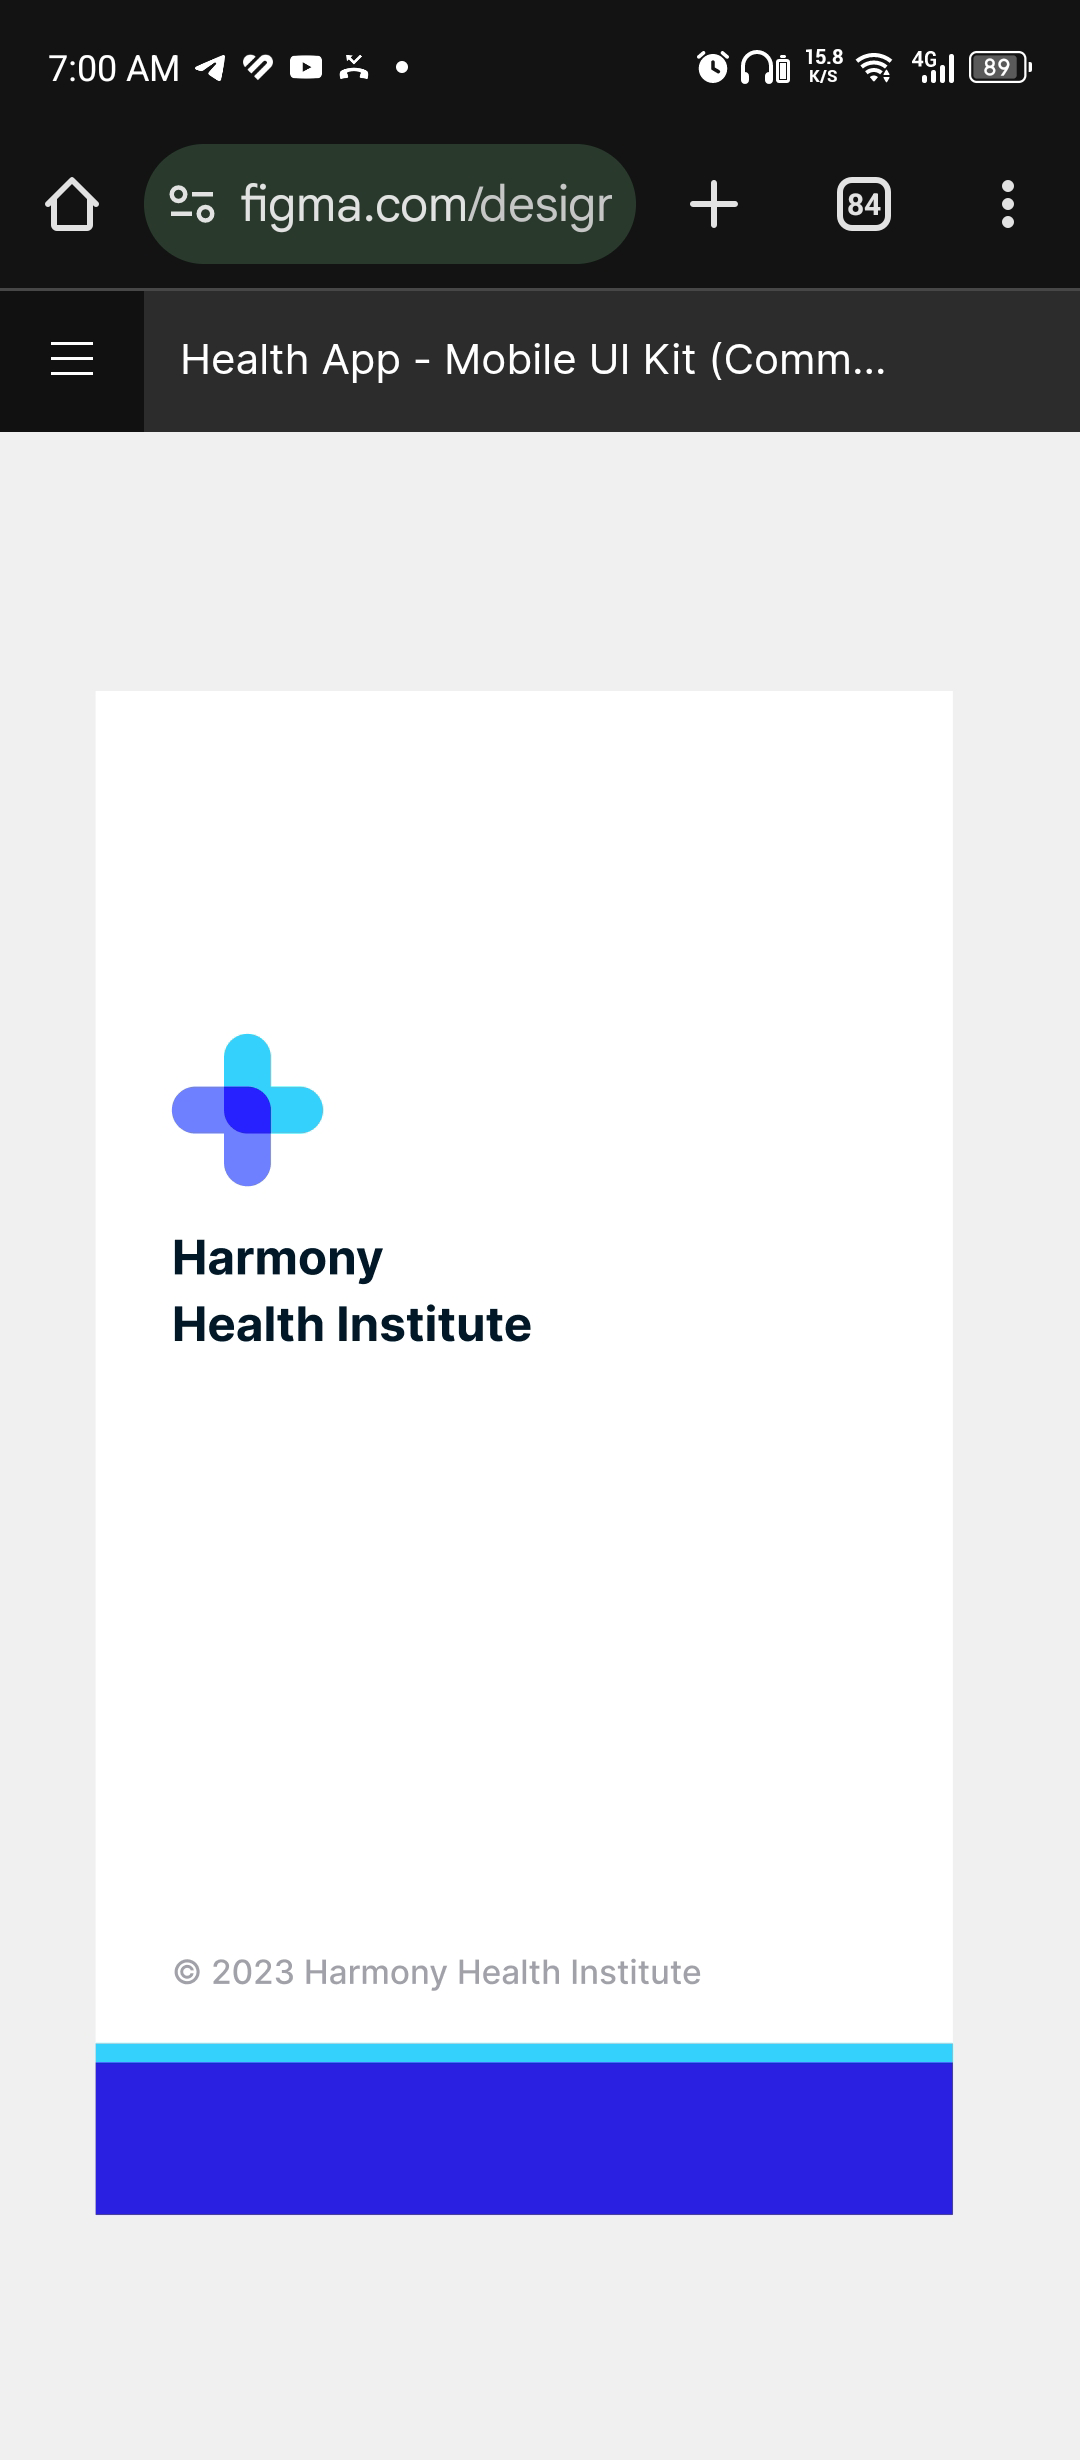 7:00 AM
15.8
K/S
4G
89
figma.com/desigr
84
Health App - Mobile UI Kit (Comm...
Harmony
Health Institute
© 2023 Harmony Health Institute